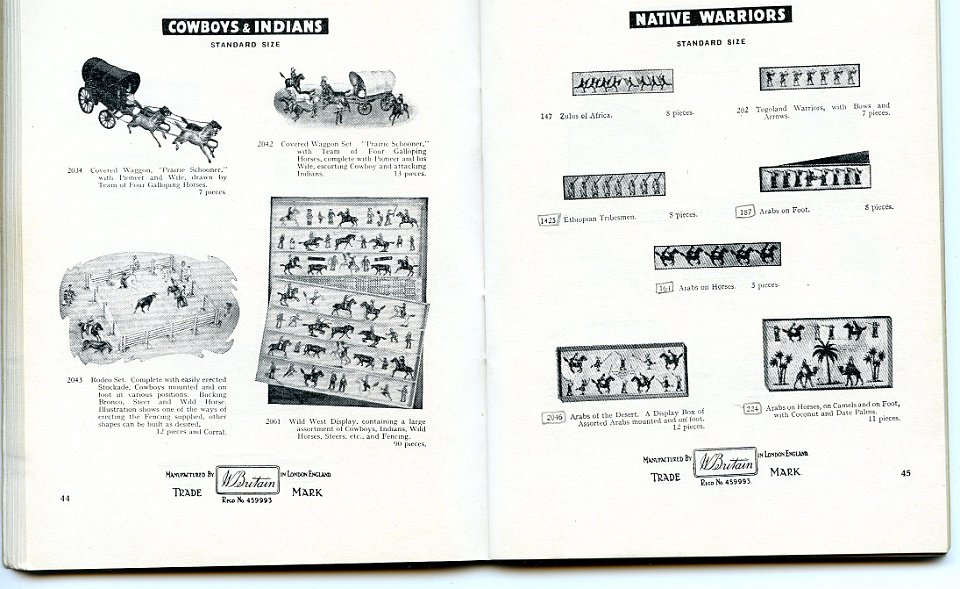 COWBOYS & INDIANS
STANDARD SIZE
2034 Covered Waggon, "Prairie Schooner,"
with Pioneer and Wife, drawn by
Team of Four Galloping Horses.
7 pieces
2042 Covered Waggon Set "Prairie Schooner,"
with Team of Four Galloping
Horses, complete with Pioneer and his
Wife, escorting Cowboy and attacking
Indians. 13 pieces.
2043 Rodeo Set. Complete with easily erected
Stockade, Cowboys mounted and on
foot in various positions. Bucking
Bronco, Steer and Wild Horse.
Illustration shows one of the ways of
erecting the Fencing supplied, other
shapes can be built as desired.
12 pieces and Corral.
2061 Wild West Display, containing a large
assortment of Cowboys, Indians, Wild
Horses, Steers, etc., and Fencing.
90 pieces.
MANUFACTURED BY W Britain IN LONDON ENGLAND
TRADE MARK
REGD No 459993
44
NATIVE WARRIORS
STANDARD SIZE
147 Zulus of Africa. 8 pieces.
202 Togoland Warriors, with Bows and
Arrows. 7 pieces.
1425 Ethiopian Tribesmen. 8 pieces.
187 Arabs on Foot. 8 pieces.
164 Arabs on Horses. 5 pieces.
2046 Arabs of the Desert. A Display Box of
Assorted Arabs mounted and on foot.
12 pieces.
224 Arabs on Horses, on Camels and on Foot,
with Coconut and Date Palms.
11 pieces.
MANUFACTURED BY W Britain IN LONDON ENGLAND
TRADE MARK
REGD No 459993
45